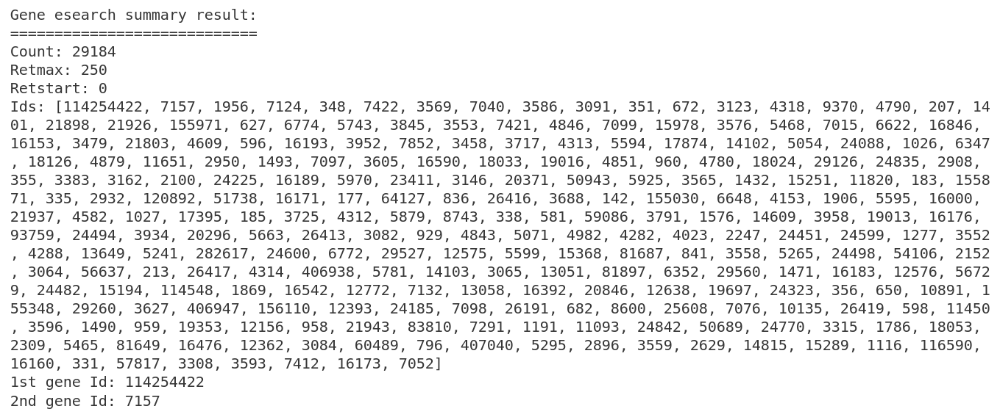 Gene esearch summary result:
============================
Count: 29184
Retmax: 250
Retstart: 0
Ids: [114254422, 7157, 1956, 7124, 348, 7422, 3569, 7040, 3586, 3091, 351, 672, 3123, 4318, 9370, 4790, 207, 14
01, 21898, 21926, 155971, 627, 6774, 5743, 3845, 3553, 7421, 4846, 7099, 15978, 3576, 5468, 7015, 6622, 16846,
16153, 3479, 21803, 4609, 596, 16193, 3952, 7852, 3458, 3717, 4313, 5594, 17874, 14102, 5054, 24088, 1026, 6347
, 18126, 4879, 11651, 2950, 1493, 7097, 3605, 16590, 18033, 19016, 4851, 960, 4780, 18024, 29126, 24835, 2908,
355, 3383, 3162, 2100, 24225, 16189, 5970, 23411, 3146, 20371, 50943, 5925, 3565, 1432, 15251, 11820, 183, 1558
71, 335, 2932, 120892, 51738, 16171, 177, 64127, 836, 26416, 3688, 142, 155030, 6648, 4153, 1906, 5595, 16000,
21937, 4582, 1027, 17395, 185, 3725, 4312, 5879, 8743, 338, 581, 59086, 3791, 1576, 14609, 3958, 19013, 16176,
93759, 24494, 3934, 20296, 5663, 26413, 3082, 929, 4843, 5071, 4982, 4282, 4023, 2247, 24451, 24599, 1277, 3552
, 4288, 13649, 5241, 282617, 24600, 6772, 29527, 12575, 5599, 15368, 81687, 841, 3558, 5265, 24498, 54106, 2152
, 3064, 56637, 213, 26417, 4314, 406938, 5781, 14103, 3065, 13051, 81897, 6352, 29560, 1471, 16183, 12576, 5672
9, 24482, 15194, 114548, 1869, 16542, 12772, 7132, 13058, 16392, 20846, 12638, 19697, 24323, 356, 650, 10891, 1
55348, 29260, 3627, 406947, 156110, 12393, 24185, 7098, 26191, 682, 8600, 25608, 7076, 10135, 26419, 598, 11450
, 3596, 1490, 959, 19353, 12156, 958, 21943, 83810, 7291, 1191, 11093, 24842, 50689, 24770, 3315, 1786, 18053,
2309, 5465, 81649, 16476, 12362, 3084, 60489, 796, 407040, 5295, 2896, 3559, 2629, 14815, 15289, 1116, 116590,
16160, 331, 57817, 3308, 3593, 7412, 16173, 7052]
1st gene Id: 114254422
2nd gene Id: 7157